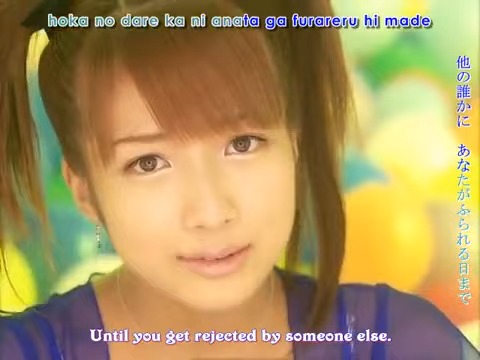 hoka no dare ka ni anata ga furareru hi made
他の誰かに　あなたがふられる日まで
Until you get rejected by someone else.